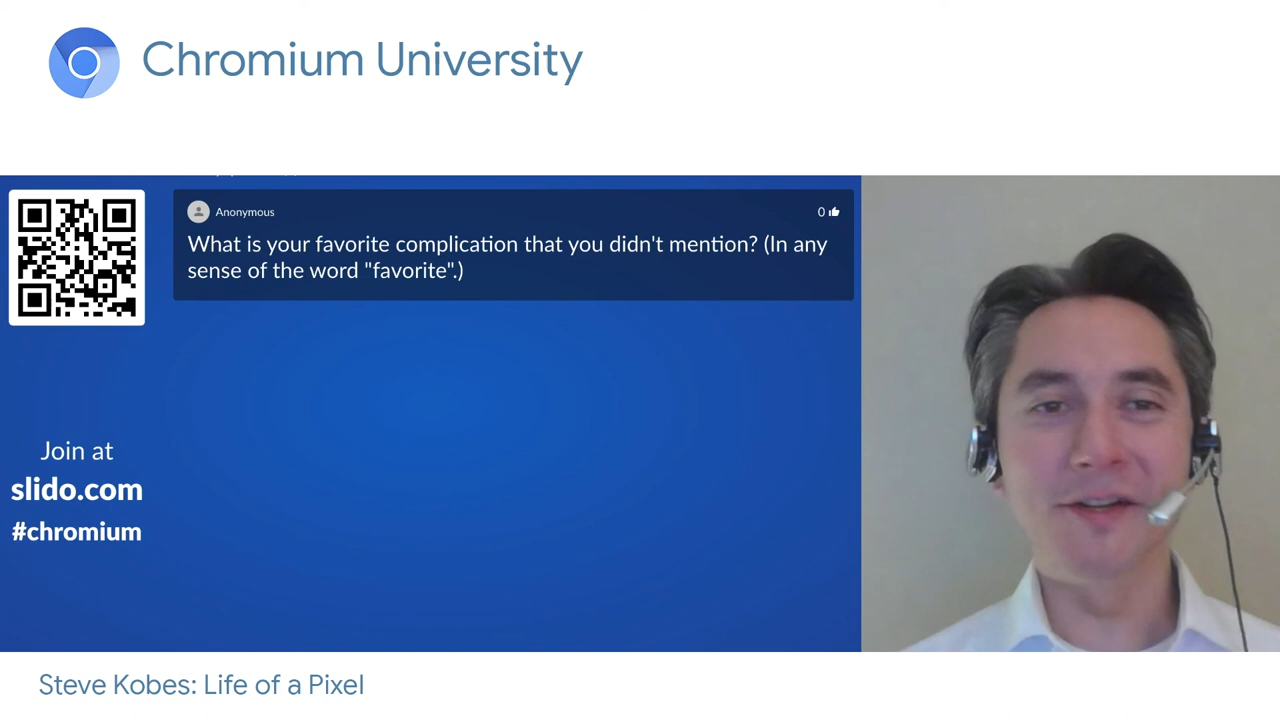 Chromium University
Anonymous
0
What is your favorite complication that you didn't mention? (In any
sense of the word "favorite".)
Join at
slido.com
#chromium
Steve Kobes: Life of a Pixel